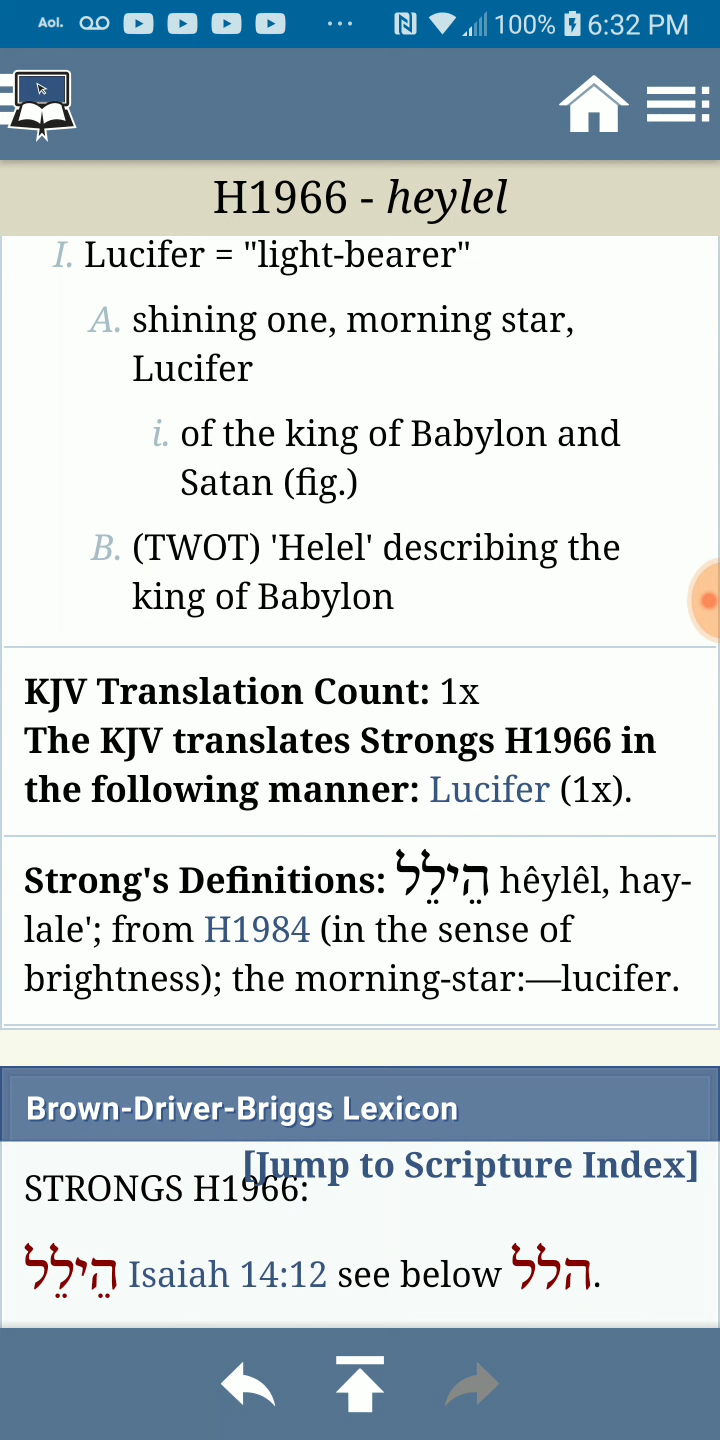 Aol. ... 100% 6:32 PM
H1966 - heylel
I. Lucifer = "light-bearer"
A. shining one, morning star,
Lucifer
i. of the king of Babylon and
Satan (fig.)
B. (TWOT) 'Helel' describing the
king of Babylon
KJV Translation Count: 1x
The KJV translates Strongs H1966 in
the following manner: Lucifer (1x).
Strong's Definitions: הֵילֵל hêylêl, hay-
lale'; from H1984 (in the sense of
brightness); the morning-star:—lucifer.
Brown-Driver-Briggs Lexicon
[Jump to Scripture Index]
STRONGS H1966:
הֵילֵל Isaiah 14:12 see below הלל.